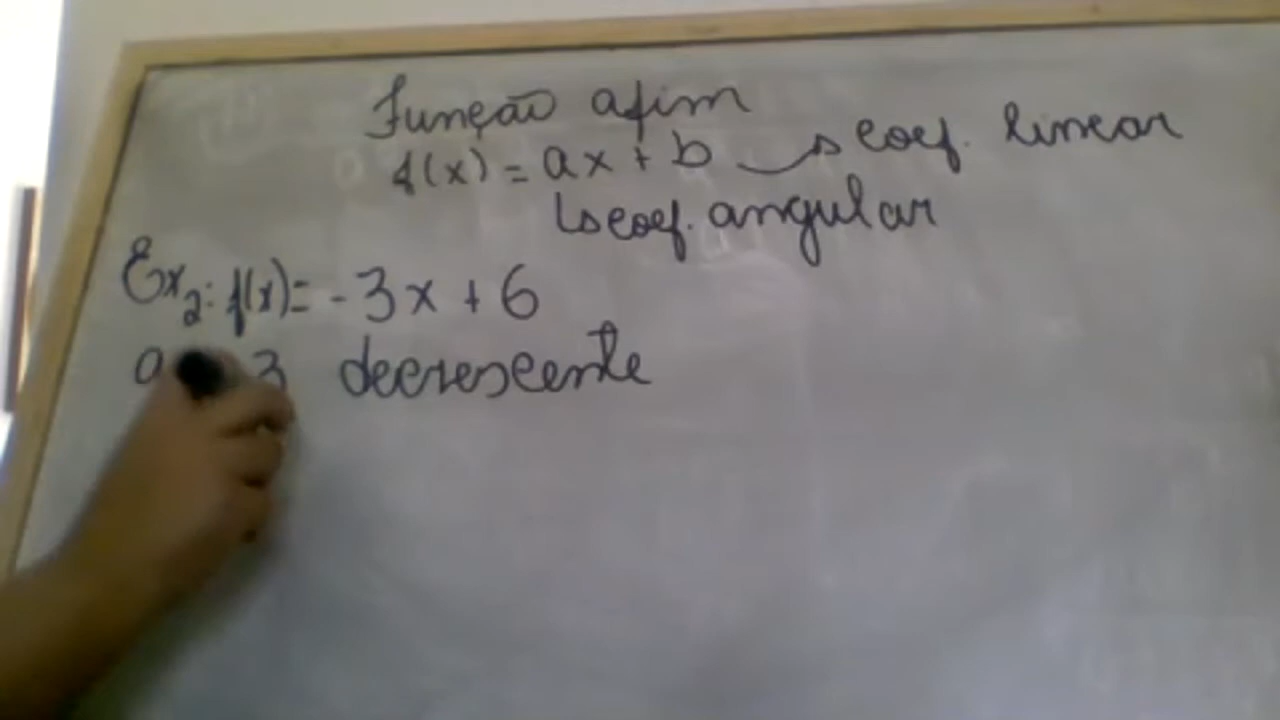 Função afim
f(x) = ax + b → coef. linear
↳ coef. angular
Ex2: f(x) = -3x + 6
a 3 decrescente